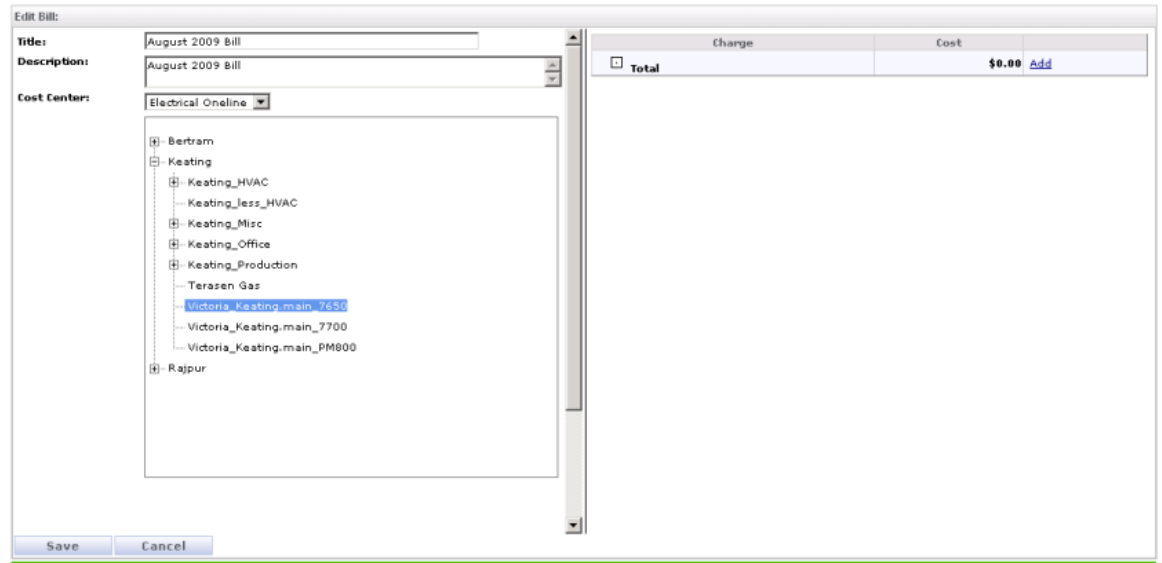 Edit Bill:
Title: August 2009 Bill
Description: August 2009 Bill
Cost Center: Electrical Oneline
Bertram
Keating
Keating_HVAC
Keating_less_HVAC
Keating_Misc
Keating_Office
Keating_Production
Terasen Gas
Victoria_Keating.main_7650
Victoria_Keating.main_7700
Victoria_Keating.main_PM800
Rajpur
Save Cancel
Charge Cost
Total $0.00 Add